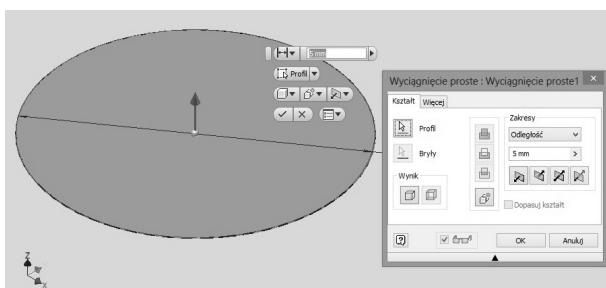 5 mm
Profil
Wyciągnięcie proste : Wyciągnięcie proste1
Kształt Więcej
Profil
Bryły
Wynik
Zakresy
Odległość
5 mm
Dopasuj kształt
OK Anuluj
Z
X